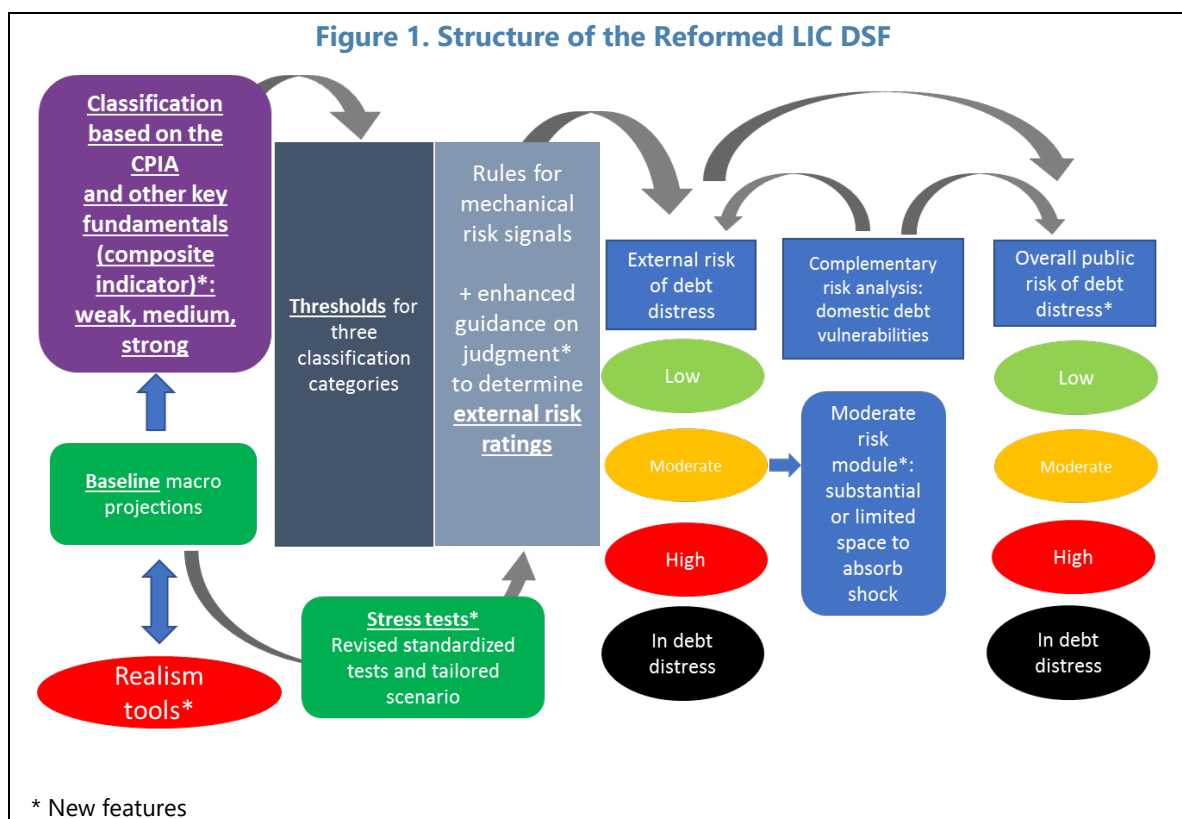 Figure 1. Structure of the Reformed LIC DSF
Classification
based on the
CPIA
and other key
fundamentals
(composite
indicator)*:
weak, medium,
strong
Baseline macro
projections
Realism
tools*
Thresholds for
three
classification
categories
Rules for
mechanical
risk signals
+ enhanced
guidance on
judgment*
to determine
external risk
ratings
Stress tests*
Revised standardized
tests and tailored
scenario
External risk
of debt
distress
Low
Moderate
High
In debt
distress
Complementary
risk analysis:
domestic debt
vulnerabilities
Moderate
risk
module*:
substantial
or limited
space to
absorb
shock
Overall public
risk of debt
distress*
Low
Moderate
High
In debt
distress
* New features